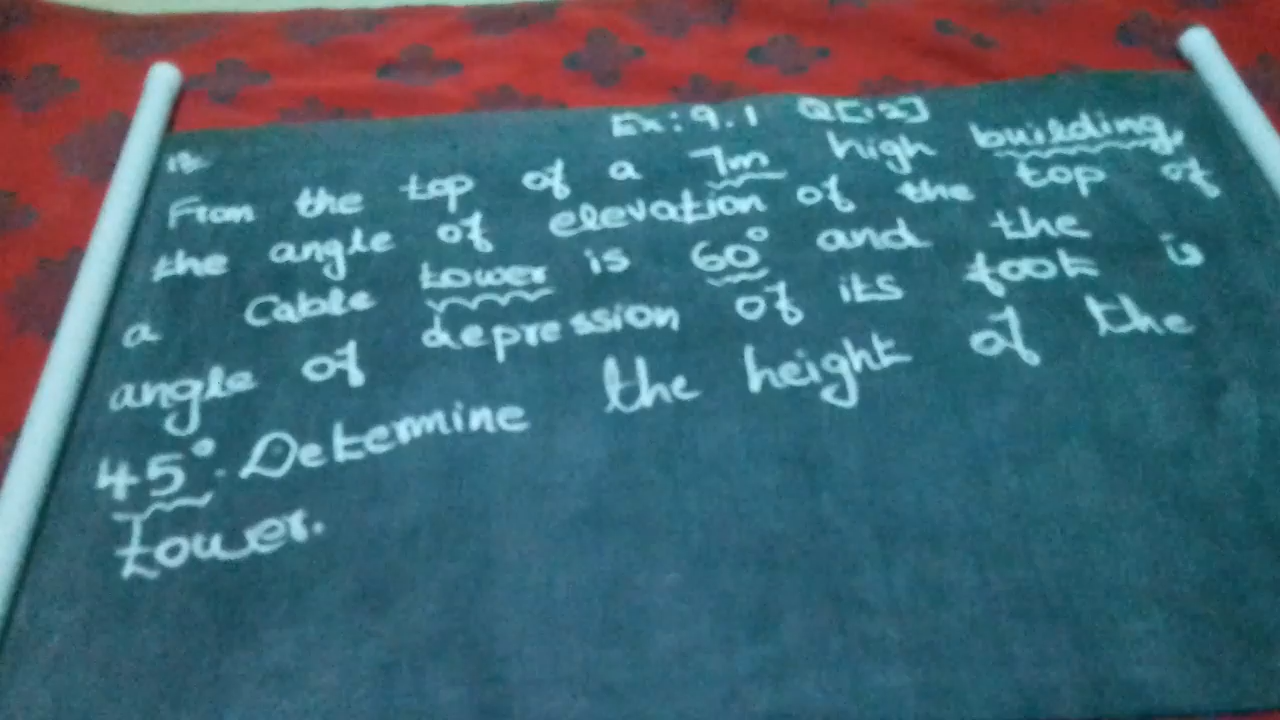 Ex: 9.1 Q[12]
12.
From the top of a 7m high building,
the angle of elevation of the top of
a Cable tower is 60° and the
angle of depression of its foot is
45°. Determine the height of the
tower.